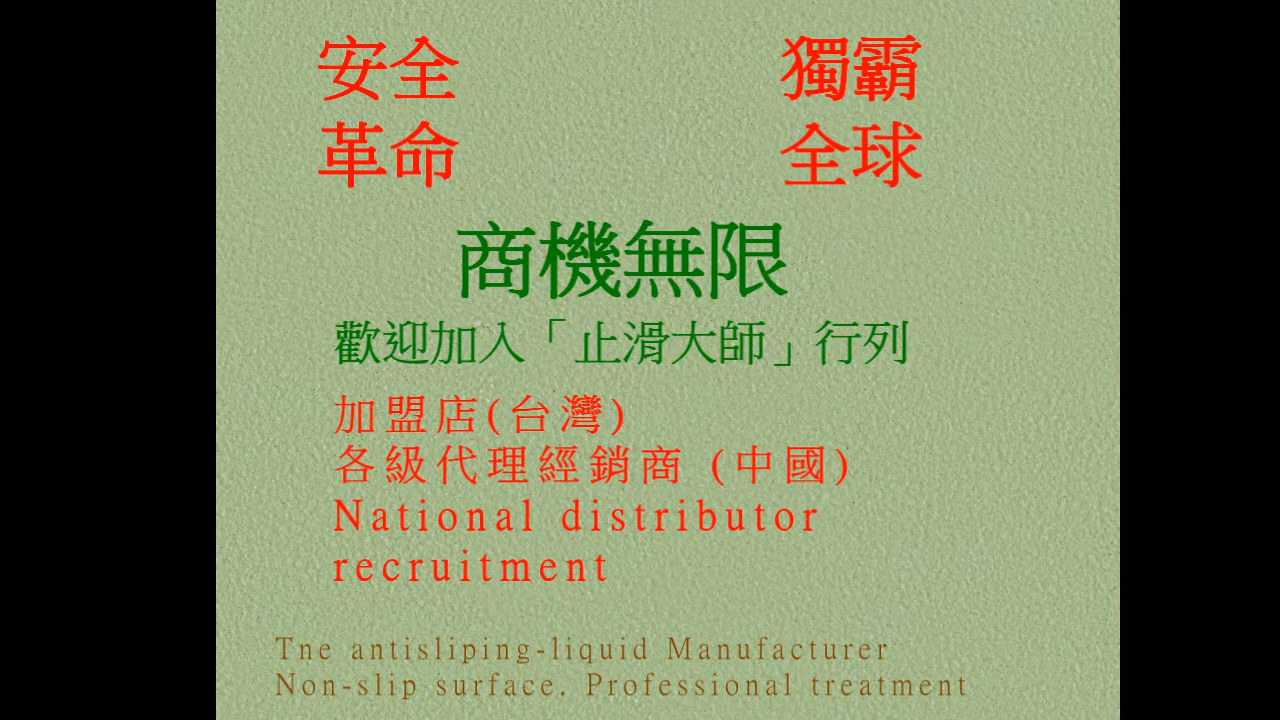 安全 獨霸
革命 全球
商機無限
歡迎加入「止滑大師」行列
加盟店(台灣)
各級代理經銷商 (中國)
National distributor
recruitment
Tne antisliping-liquid Manufacturer
Non-slip surface. Professional treatment